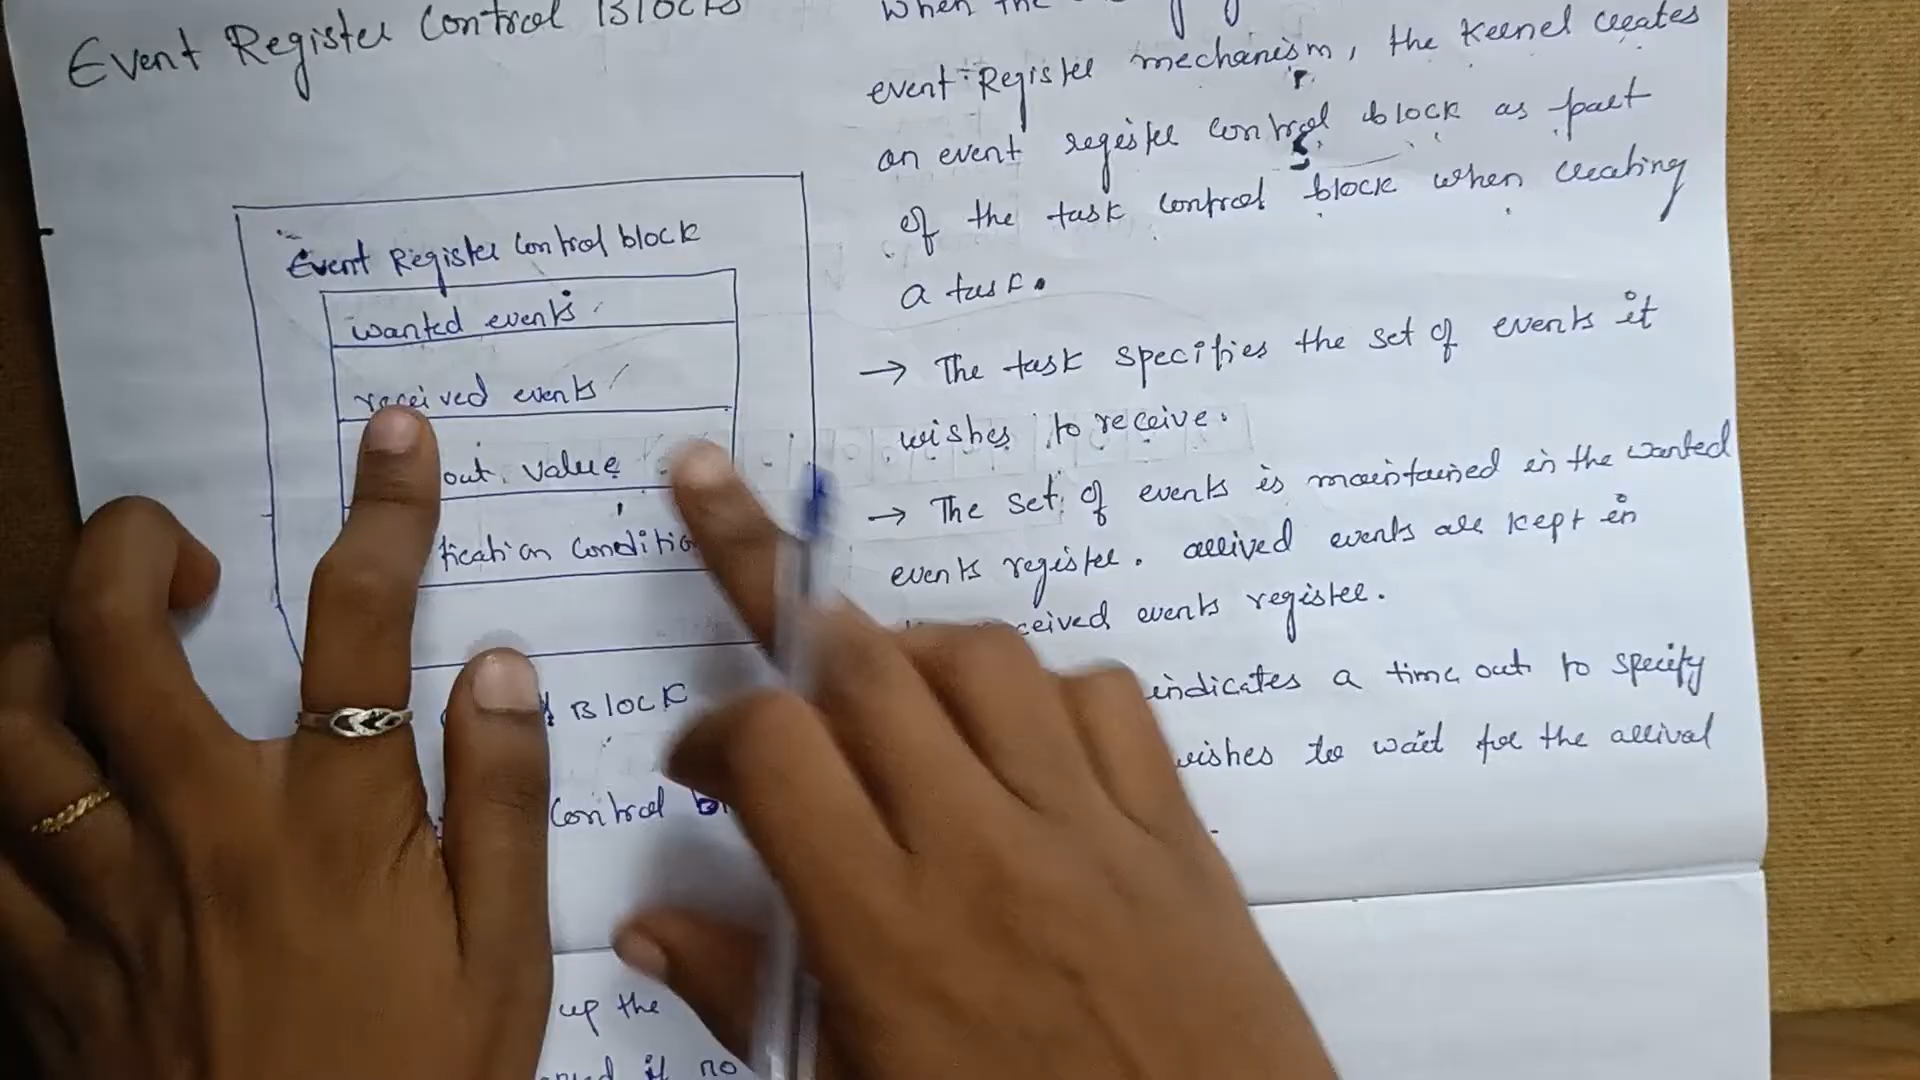 Event Register Control Blocks
Event Register Control block
wanted events
received events
out value
fication Condition
BLOCK
Control
up the
if no
When the
event Register mechanism, the Kernel creates
an event register control block as part
of the task control block when creating
a task.
→ The task specifies the set of events it
wishes to receive.
→ The set of events is maintained in the wanted
events register. arrived events are kept in
ceived events register.
indicates a time out to specify
wishes to wait for the arrival